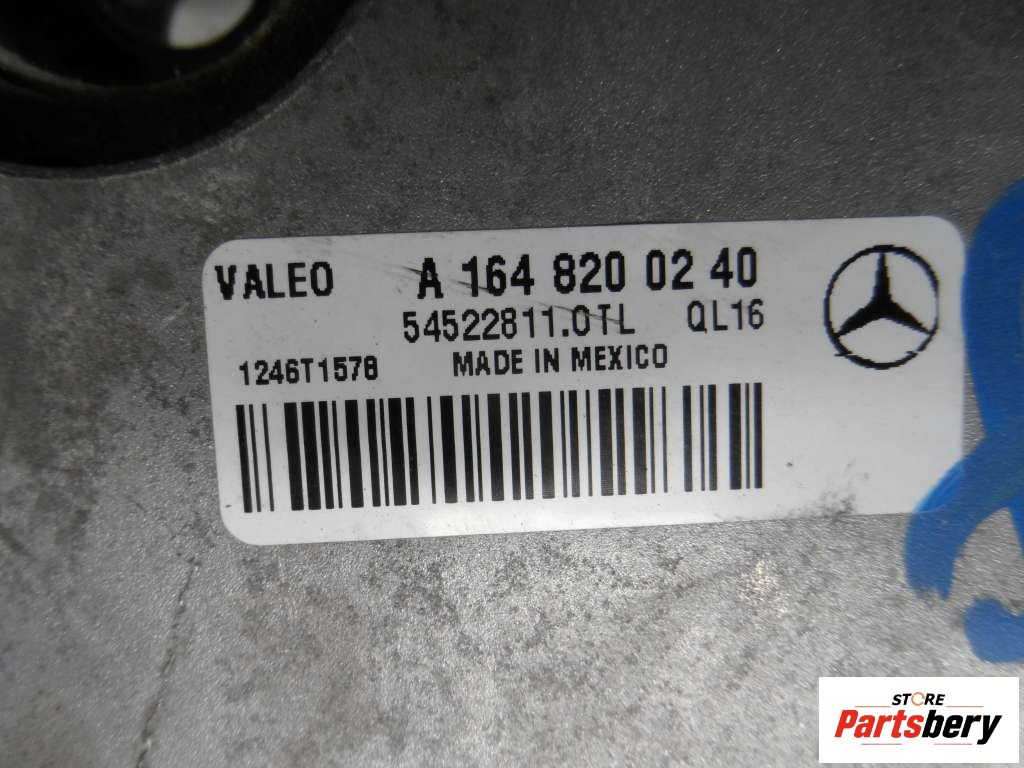 VALEO A 164 820 02 40
54522811.0TL QL16
1246T1578 MADE IN MEXICO
STORE
Partsbery